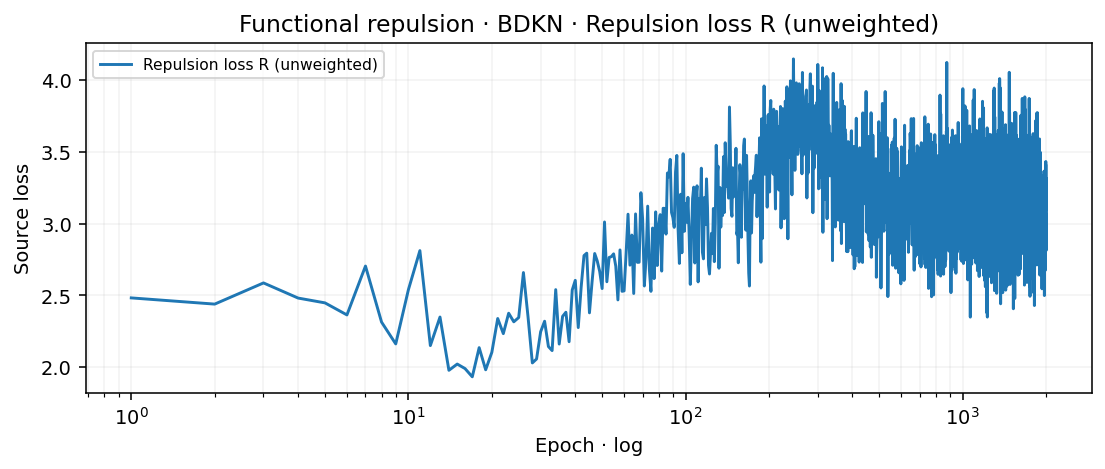 Functional repulsion · BDKN · Repulsion loss R (unweighted)
Repulsion loss R (unweighted)
Source loss
4.0
3.5
3.0
2.5
2.0
10⁰ 10¹ 10² 10³
Epoch · log